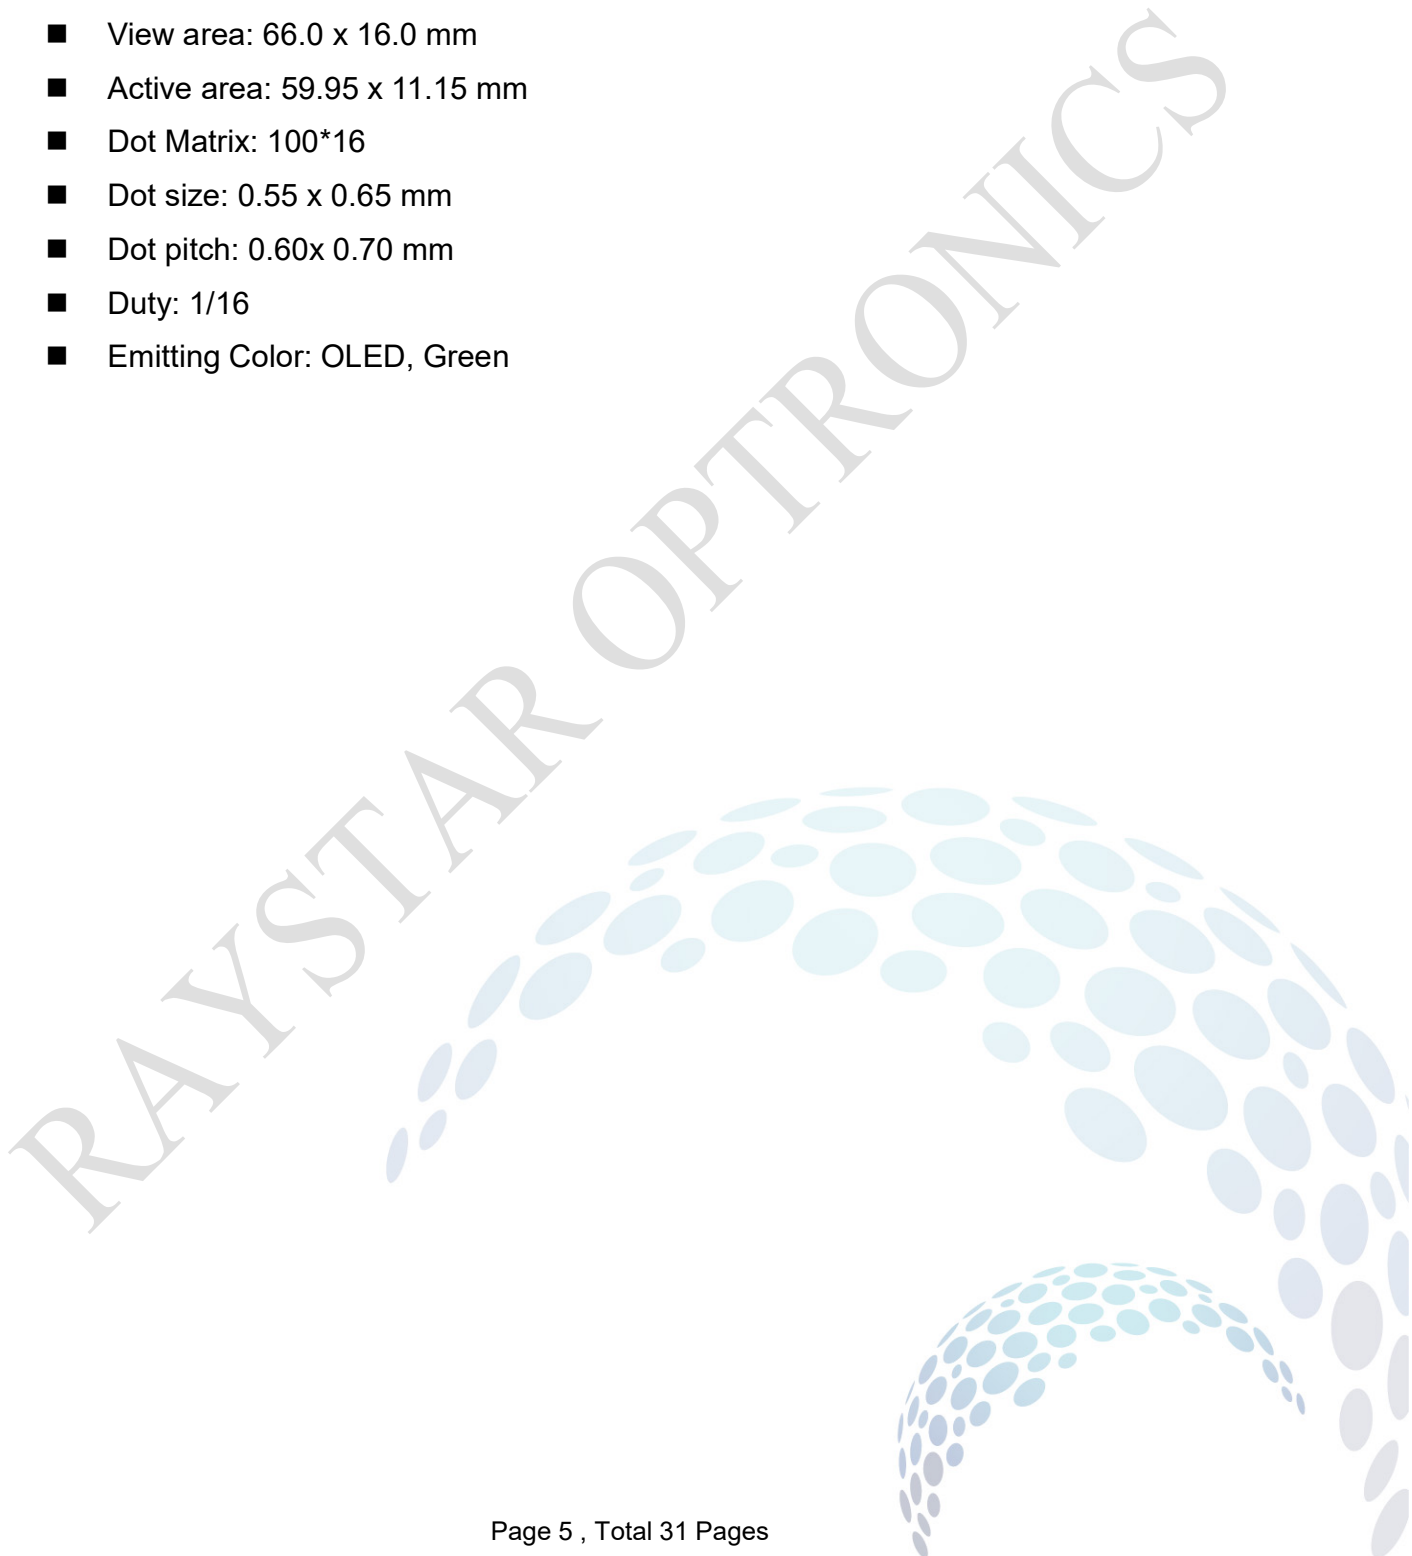 ■ View area: 66.0 x 16.0 mm
■ Active area: 59.95 x 11.15 mm
■ Dot Matrix: 100*16
■ Dot size: 0.55 x 0.65 mm
■ Dot pitch: 0.60x 0.70 mm
■ Duty: 1/16
■ Emitting Color: OLED, Green
RAYSTAR OPTRONICS
Page 5 , Total 31 Pages